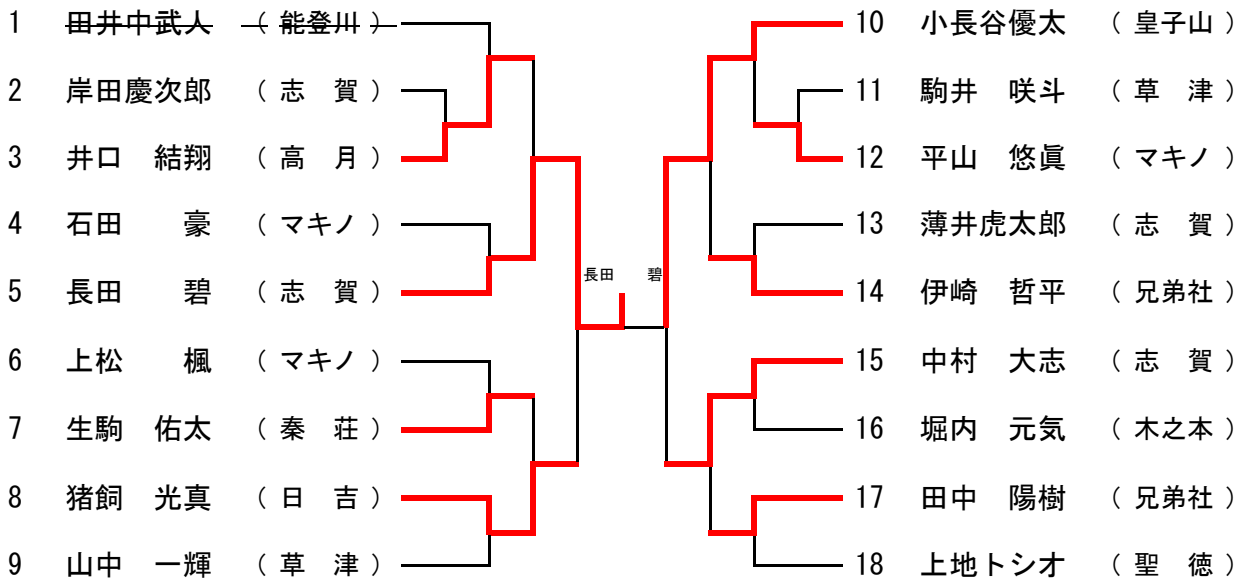 1 田井中武人 （ 能登川 ）
2 岸田慶次郎 （ 志　賀 ）
3 井口　結翔 （ 高　月 ）
4 石田　　豪 （ マキノ ）
5 長田　　碧 （ 志　賀 ）
6 上松　　楓 （ マキノ ）
7 生駒　佑太 （ 秦　荘 ）
8 猪飼　光真 （ 日　吉 ）
9 山中　一輝 （ 草　津 ）
長田　　碧
10 小長谷優太 （ 皇子山 ）
11 駒井　咲斗 （ 草　津 ）
12 平山　悠眞 （ マキノ ）
13 薄井虎太郎 （ 志　賀 ）
14 伊崎　哲平 （ 兄弟社 ）
15 中村　大志 （ 志　賀 ）
16 堀内　元気 （ 木之本 ）
17 田中　陽樹 （ 兄弟社 ）
18 上地トシオ （ 聖　徳 ）